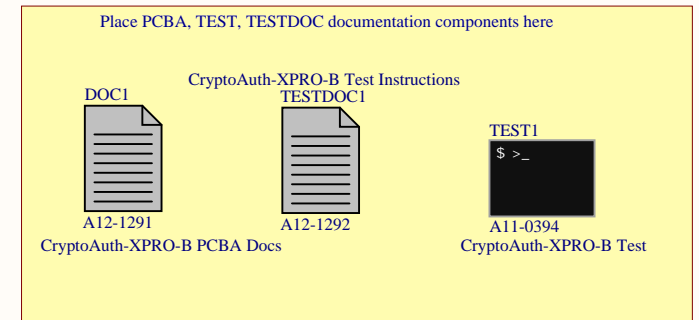 Place PCBA, TEST, TESTDOC documentation components here
CryptoAuth-XPRO-B Test Instructions
DOC1
TESTDOC1
TEST1
$ >_
A12-1291
A12-1292
A11-0394
CryptoAuth-XPRO-B PCBA Docs
CryptoAuth-XPRO-B Test